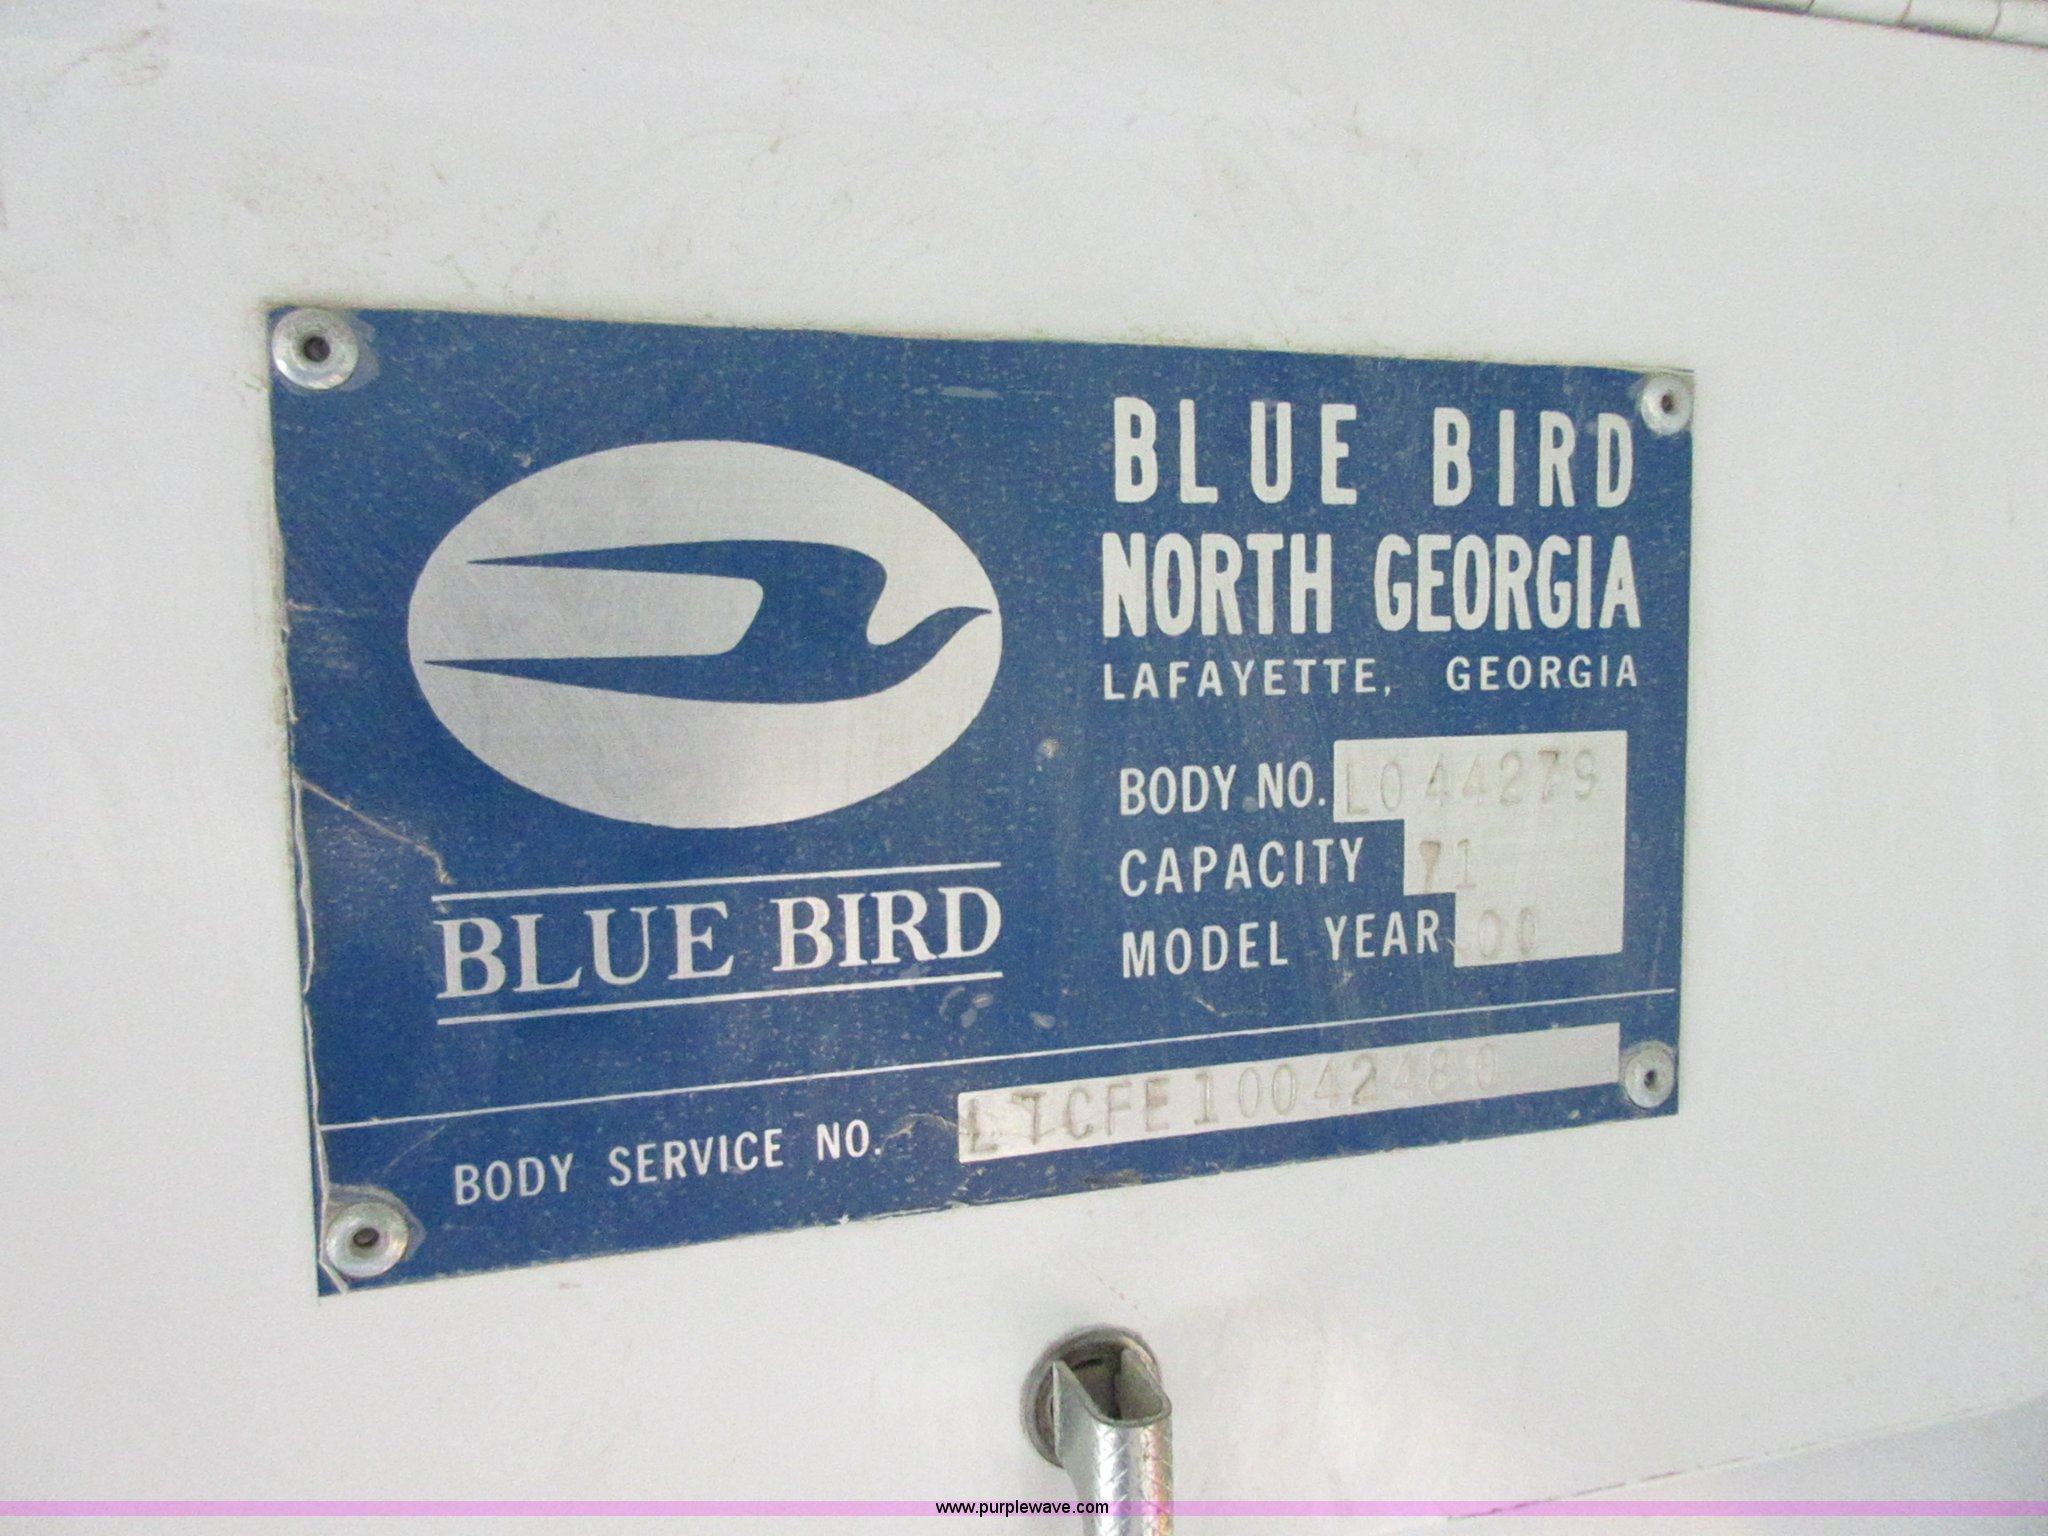 BLUE BIRD
NORTH GEORGIA
LAFAYETTE, GEORGIA
BODY NO. L044279
CAPACITY 71
MODEL YEAR 00
BLUE BIRD
BODY SERVICE NO. LTCFE10042480
www.purplewave.com